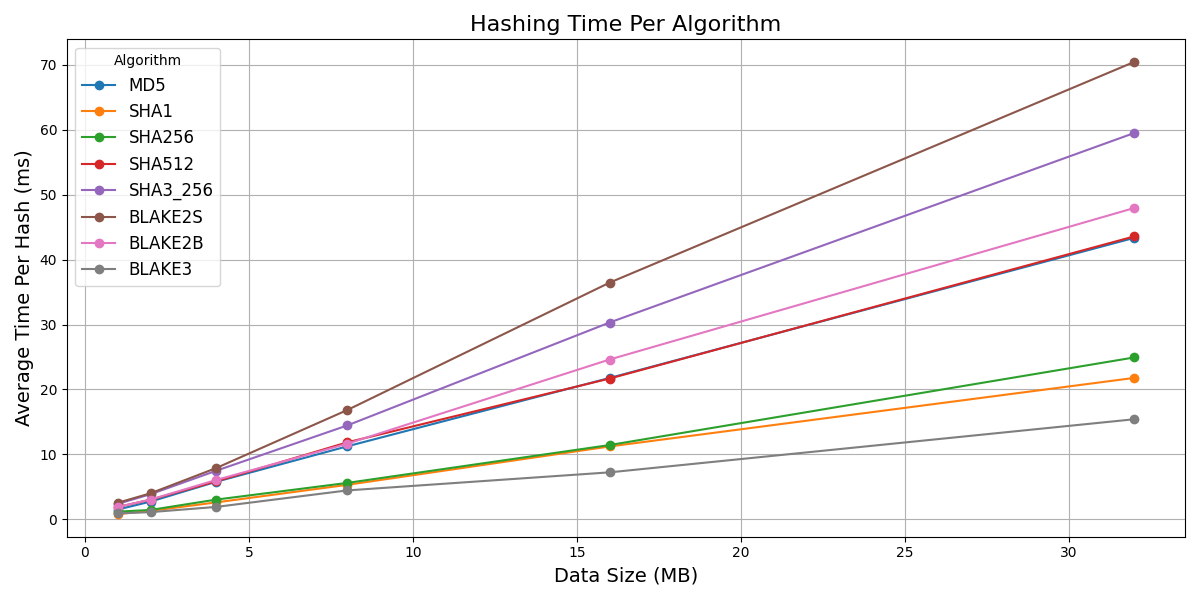 Hashing Time Per Algorithm
Average Time Per Hash (ms)
70
60
50
40
30
20
10
0
Algorithm
MD5
SHA1
SHA256
SHA512
SHA3_256
BLAKE2S
BLAKE2B
BLAKE3
0 5 10 15 20 25 30
Data Size (MB)